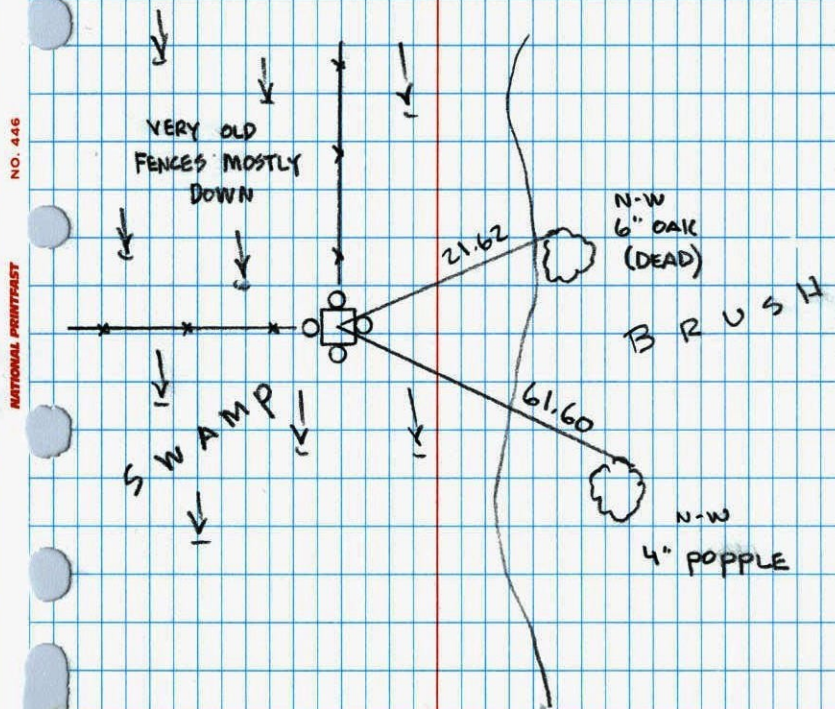 NO. 446
NATIONAL PRINTFAST
VERY OLD
FENCES MOSTLY
DOWN
21.62
N-W
6" OAK
(DEAD)
BRUSH
SWAMP
61.60
N-W
4" POPPLE